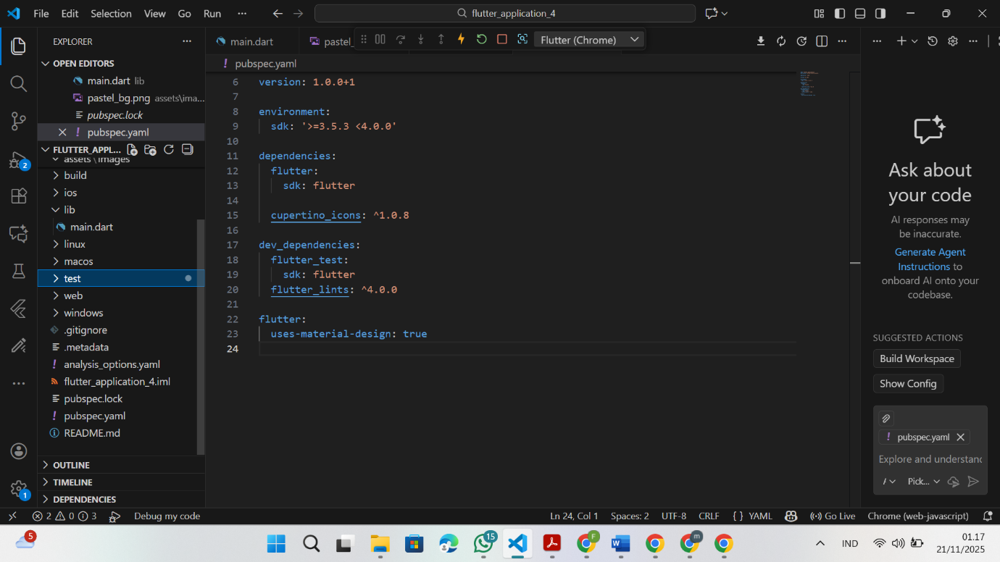 File Edit Selection View Go Run ···
flutter_application_4
EXPLORER
OPEN EDITORS
main.dart lib
pastel_bg.png assets\ima...
pubspec.lock
pubspec.yaml
FLUTTER_APPL...
assets \ images
build
ios
lib
main.dart
linux
macos
test
web
windows
.gitignore
.metadata
analysis_options.yaml
flutter_application_4.iml
pubspec.lock
pubspec.yaml
README.md
OUTLINE
TIMELINE
DEPENDENCIES
2
1
main.dart
pastel_
Flutter (Chrome)
pubspec.yaml
6 version: 1.0.0+1
7
8 environment:
9 sdk: '>=3.5.3 <4.0.0'
10
11 dependencies:
12 flutter:
13 sdk: flutter
14
15 cupertino_icons: ^1.0.8
16
17 dev_dependencies:
18 flutter_test:
19 sdk: flutter
20 flutter_lints: ^4.0.0
21
22 flutter:
23 uses-material-design: true
24
Ask about
your code
AI responses may
be inaccurate.
Generate Agent
Instructions to
onboard AI onto your
codebase.
SUGGESTED ACTIONS
Build Workspace
Show Config
pubspec.yaml
Explore and understand
Pick...
2 0 3 Debug my code
Ln 24, Col 1 Spaces: 2 UTF-8 CRLF { } YAML Go Live Chrome (web-javascript)
5
15
F
m
IND
01.17
21/11/2025